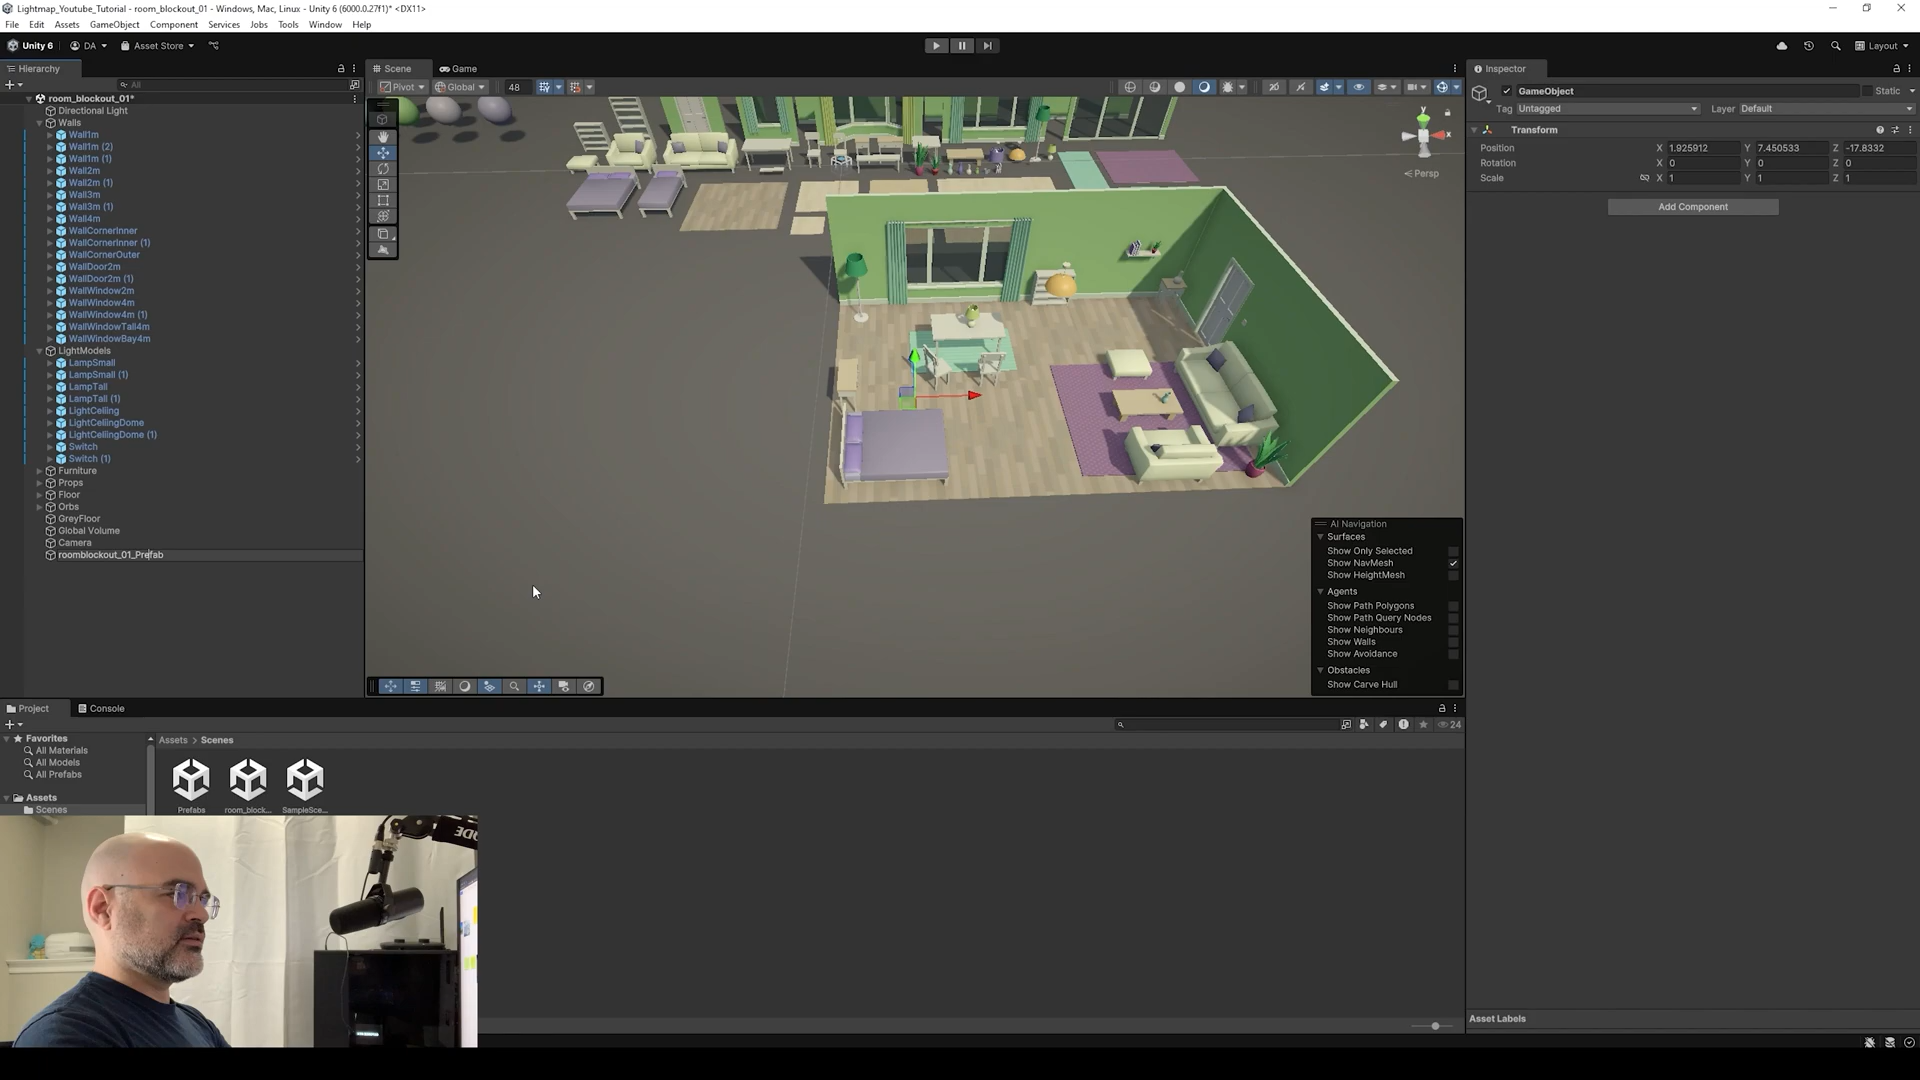 Lightmap_Youtube_Tutorial - room_blockout_01 - Windows, Mac, Linux - Unity 6 (6000.0.27f1)* <DX11>
File Edit Assets GameObject Component Services Jobs Tools Window Help
Unity 6 DA Asset Store Layout
Hierarchy
All
room_blockout_01*
Directional Light
Walls
Wall1m
Wall1m (2)
Wall1m (1)
Wall2m
Wall2m (1)
Wall3m
Wall3m (1)
Wall4m
WallCornerInner
WallCornerInner (1)
WallCornerOuter
WallDoor2m
WallDoor2m (1)
WallWindow2m
WallWindow4m
WallWindow4m (1)
WallWindowTall4m
WallWindowBay4m
LightModels
LampSmall
LampSmall (1)
LampTall
LampTall (1)
LightCeiling
LightCeilingDome
LightCeilingDome (1)
Switch
Switch (1)
Furniture
Props
Floor
Orbs
GreyFloor
Global Volume
Camera
roomblockout_01_Prefab
Scene Game
Pivot Global 48 2D
y
x
Persp
AI Navigation
Surfaces
Show Only Selected
Show NavMesh
Show HeightMesh
Agents
Show Path Polygons
Show Path Query Nodes
Show Neighbours
Show Walls
Show Avoidance
Obstacles
Show Carve Hull
Inspector
GameObject Static
Tag Untagged Layer Default
Transform
Position X 1.925912 Y 7.450533 Z -17.8332
Rotation X 0 Y 0 Z 0
Scale X 1 Y 1 Z 1
Add Component
Asset Labels
Project Console
24
Favorites
All Materials
All Models
All Prefabs
Assets
Scenes
Assets > Scenes
Prefabs room_block... SampleSce...